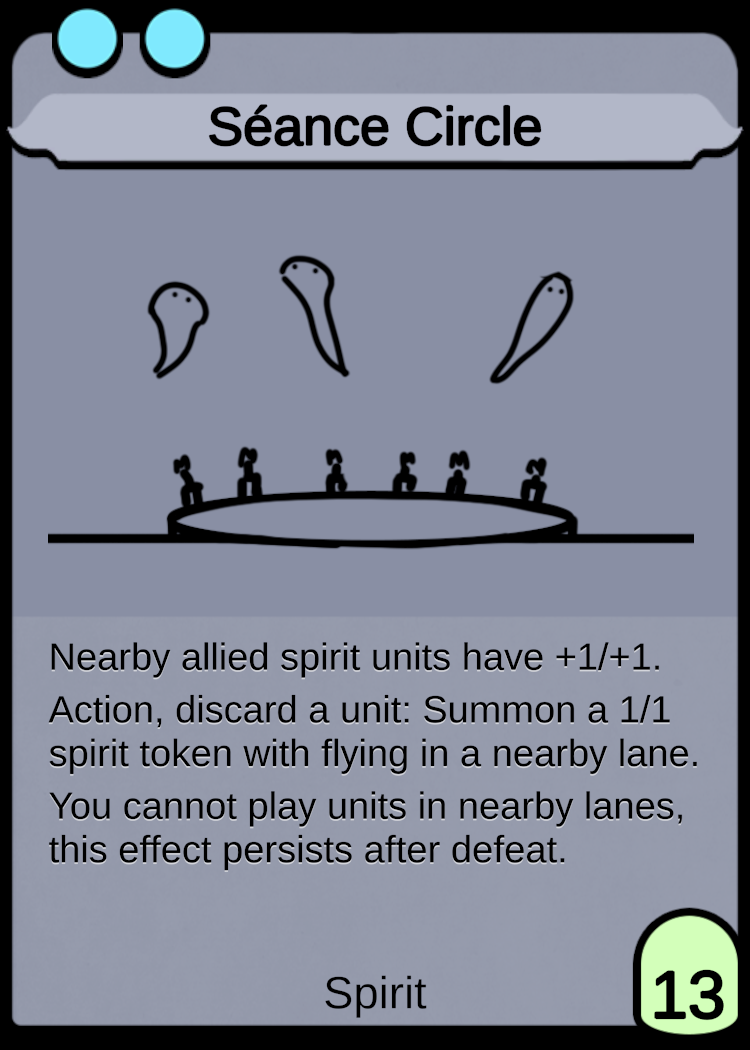 Séance Circle
Nearby allied spirit units have +1/+1.
Action, discard a unit: Summon a 1/1
spirit token with flying in a nearby lane.
You cannot play units in nearby lanes,
this effect persists after defeat.
Spirit
13